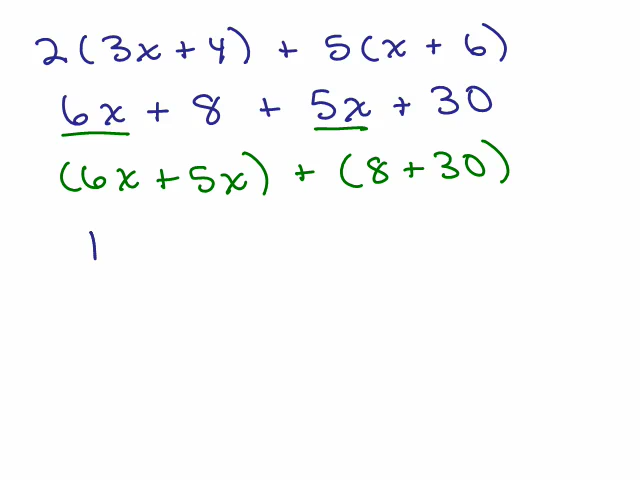 2(3x+4) + 5(x + 6)
6x + 8 + 5x + 30
(6x + 5x) + (8 + 30)
1